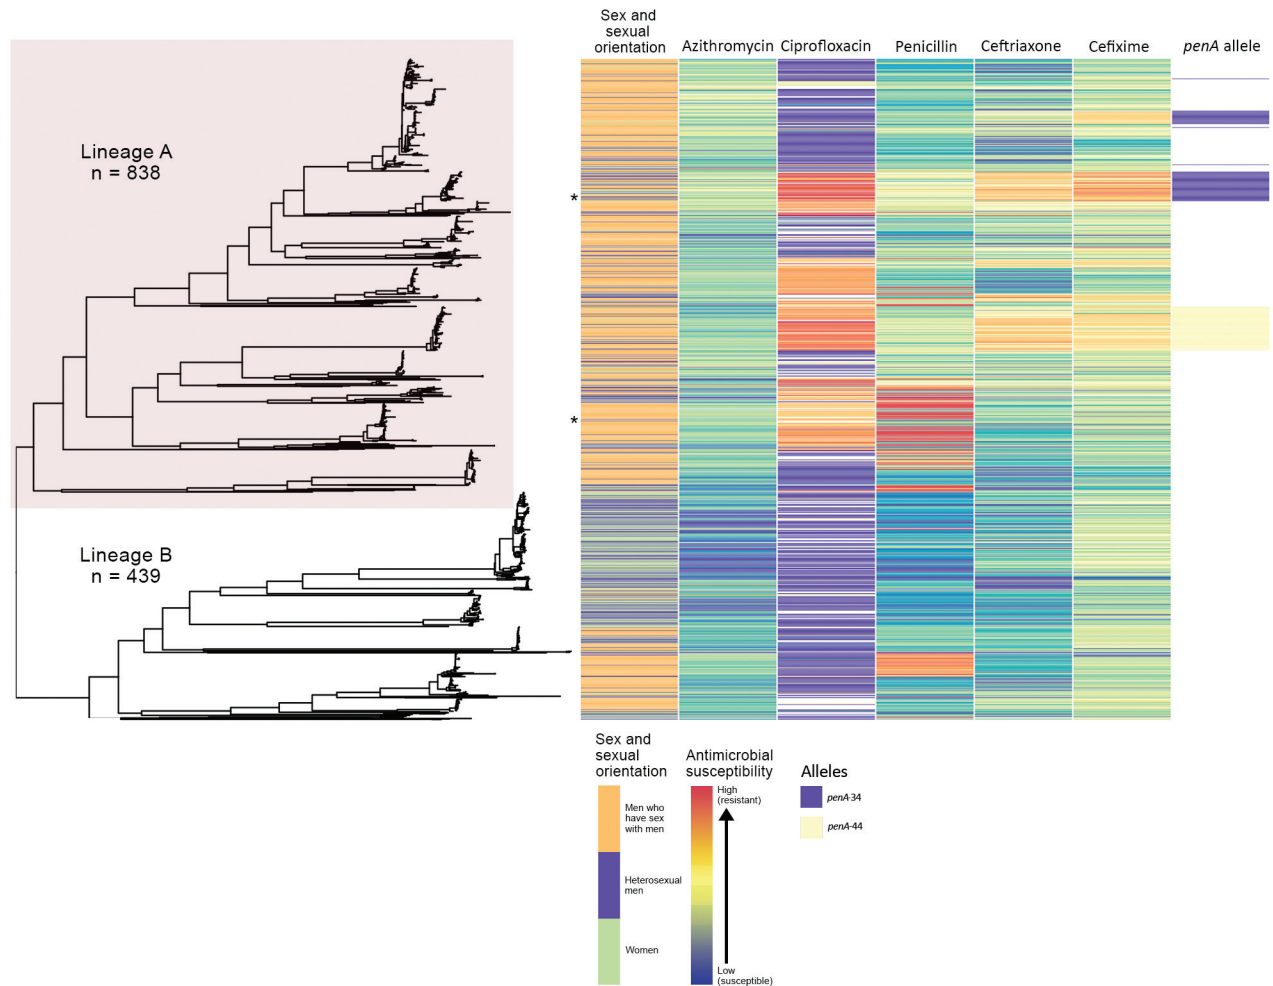 Sex and
sexual
orientation
Azithromycin
Ciprofloxacin
Penicillin
Ceftriaxone
Cefixime
penA allele
Lineage A
n = 838
*
*
Lineage B
n = 439
Sex and
sexual
orientation
Men who
have sex
with men
Heterosexual
men
Women
Antimicrobial
susceptibility
High
(resistant)
Low
(susceptible)
Alleles
penA-34
penA-44